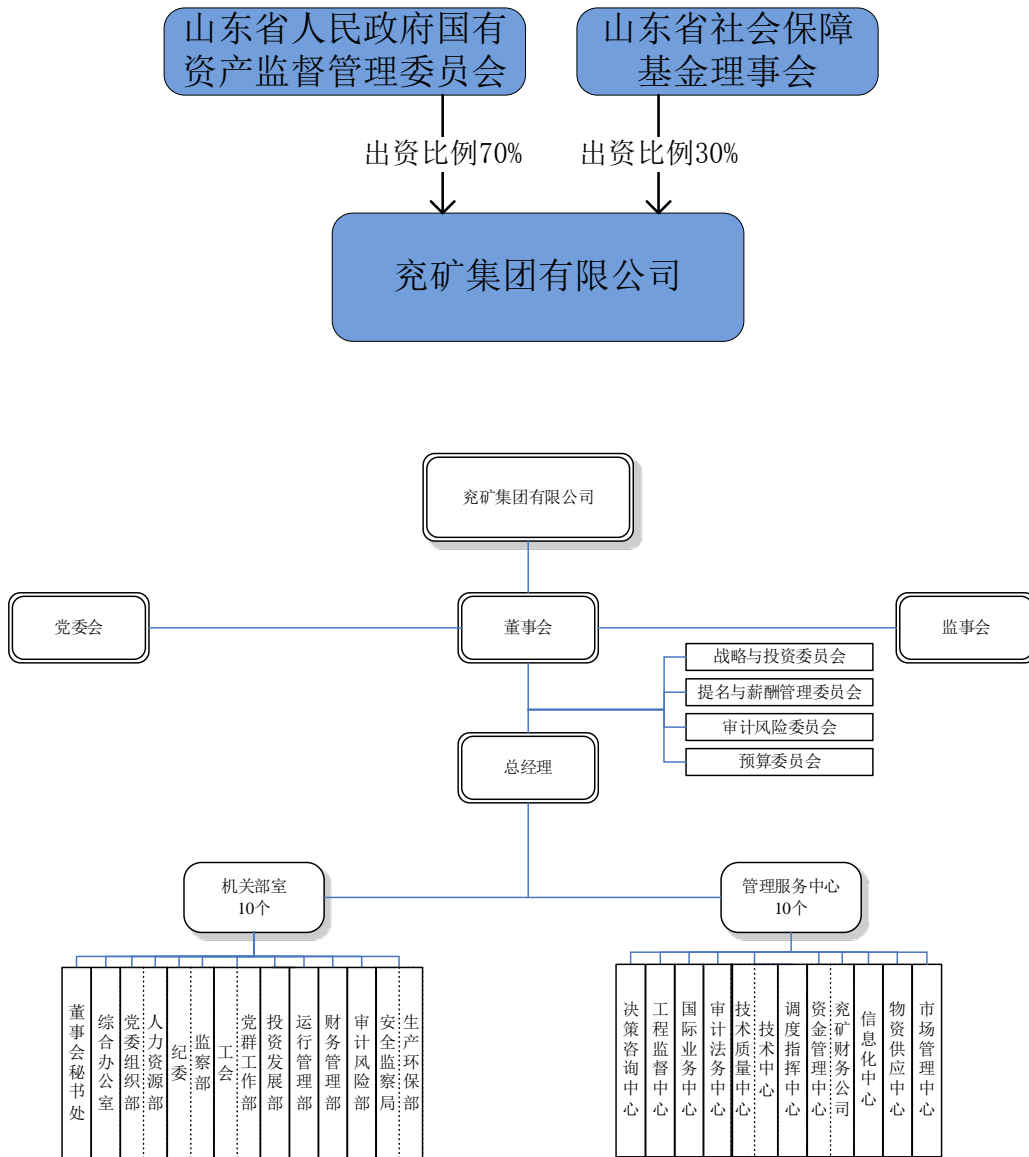 山东省人民政府国有
资产监督管理委员会
山东省社会保障
基金理事会
出资比例70%
出资比例30%
兖矿集团有限公司
兖矿集团有限公司
党委会
董事会
监事会
战略与投资委员会
提名与薪酬管理委员会
审计风险委员会
预算委员会
总经理
机关部室
10个
管理服务中心
10个
董事会秘书处
综合办公室
党委组织部
人力资源部
纪委
监察部
工会
党群工作部
投资发展部
运行管理部
财务管理部
审计风险部
安全监察局
生产环保部
决策咨询中心
工程监督中心
国际业务中心
审计法务中心
技术质量中心
技术中心
调度指挥中心
资金管理中心
兖矿财务公司
信息化中心
物资供应中心
市场管理中心